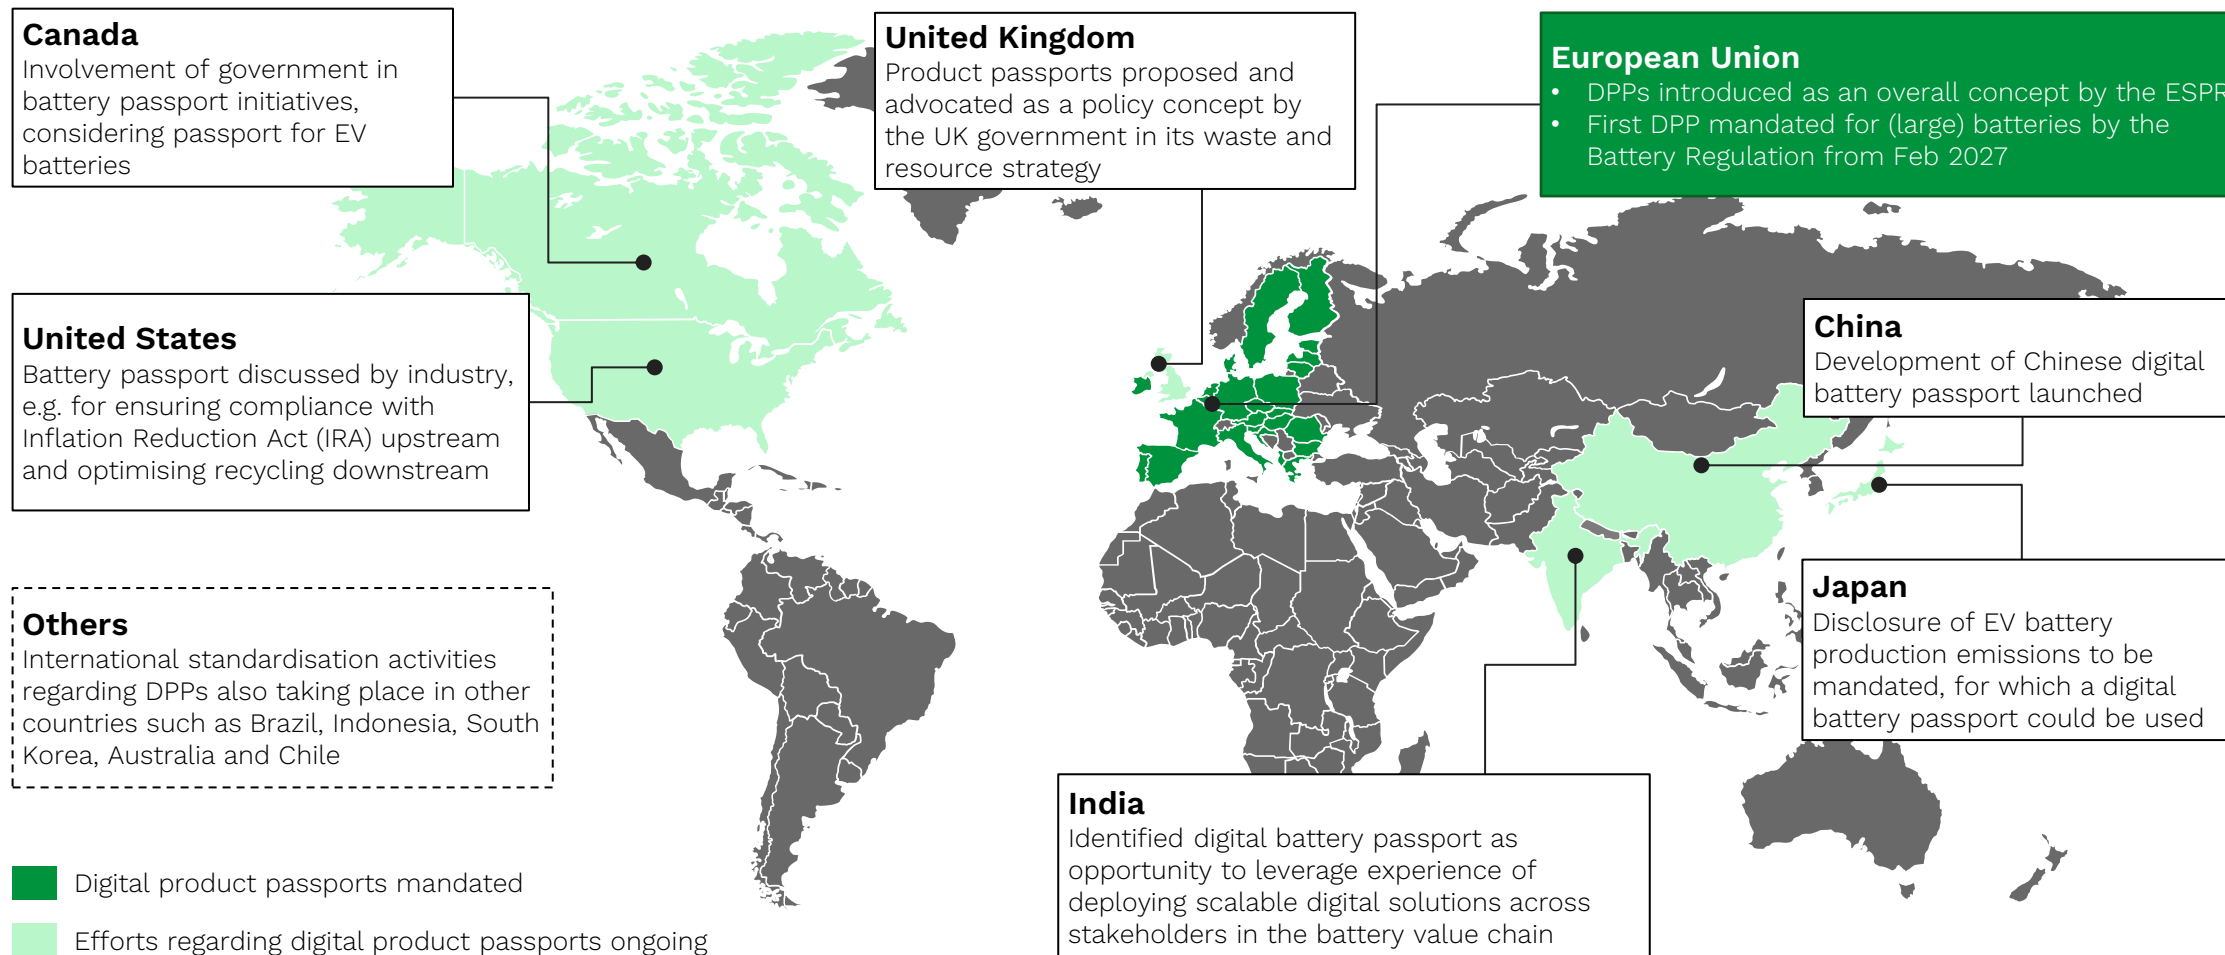 Canada
Involvement of government in
battery passport initiatives,
considering passport for EV
batteries
United Kingdom
Product passports proposed and
advocated as a policy concept by
the UK government in its waste and
resource strategy
European Union
• DPPs introduced as an overall concept by the ESPR
• First DPP mandated for (large) batteries by the
Battery Regulation from Feb 2027
United States
Battery passport discussed by industry,
e.g. for ensuring compliance with
Inflation Reduction Act (IRA) upstream
and optimising recycling downstream
China
Development of Chinese digital
battery passport launched
Others
International standardisation activities
regarding DPPs also taking place in other
countries such as Brazil, Indonesia, South
Korea, Australia and Chile
Japan
Disclosure of EV battery
production emissions to be
mandated, for which a digital
battery passport could be used
India
Identified digital battery passport as
opportunity to leverage experience of
deploying scalable digital solutions across
stakeholders in the battery value chain
Digital product passports mandated
Efforts regarding digital product passports ongoing